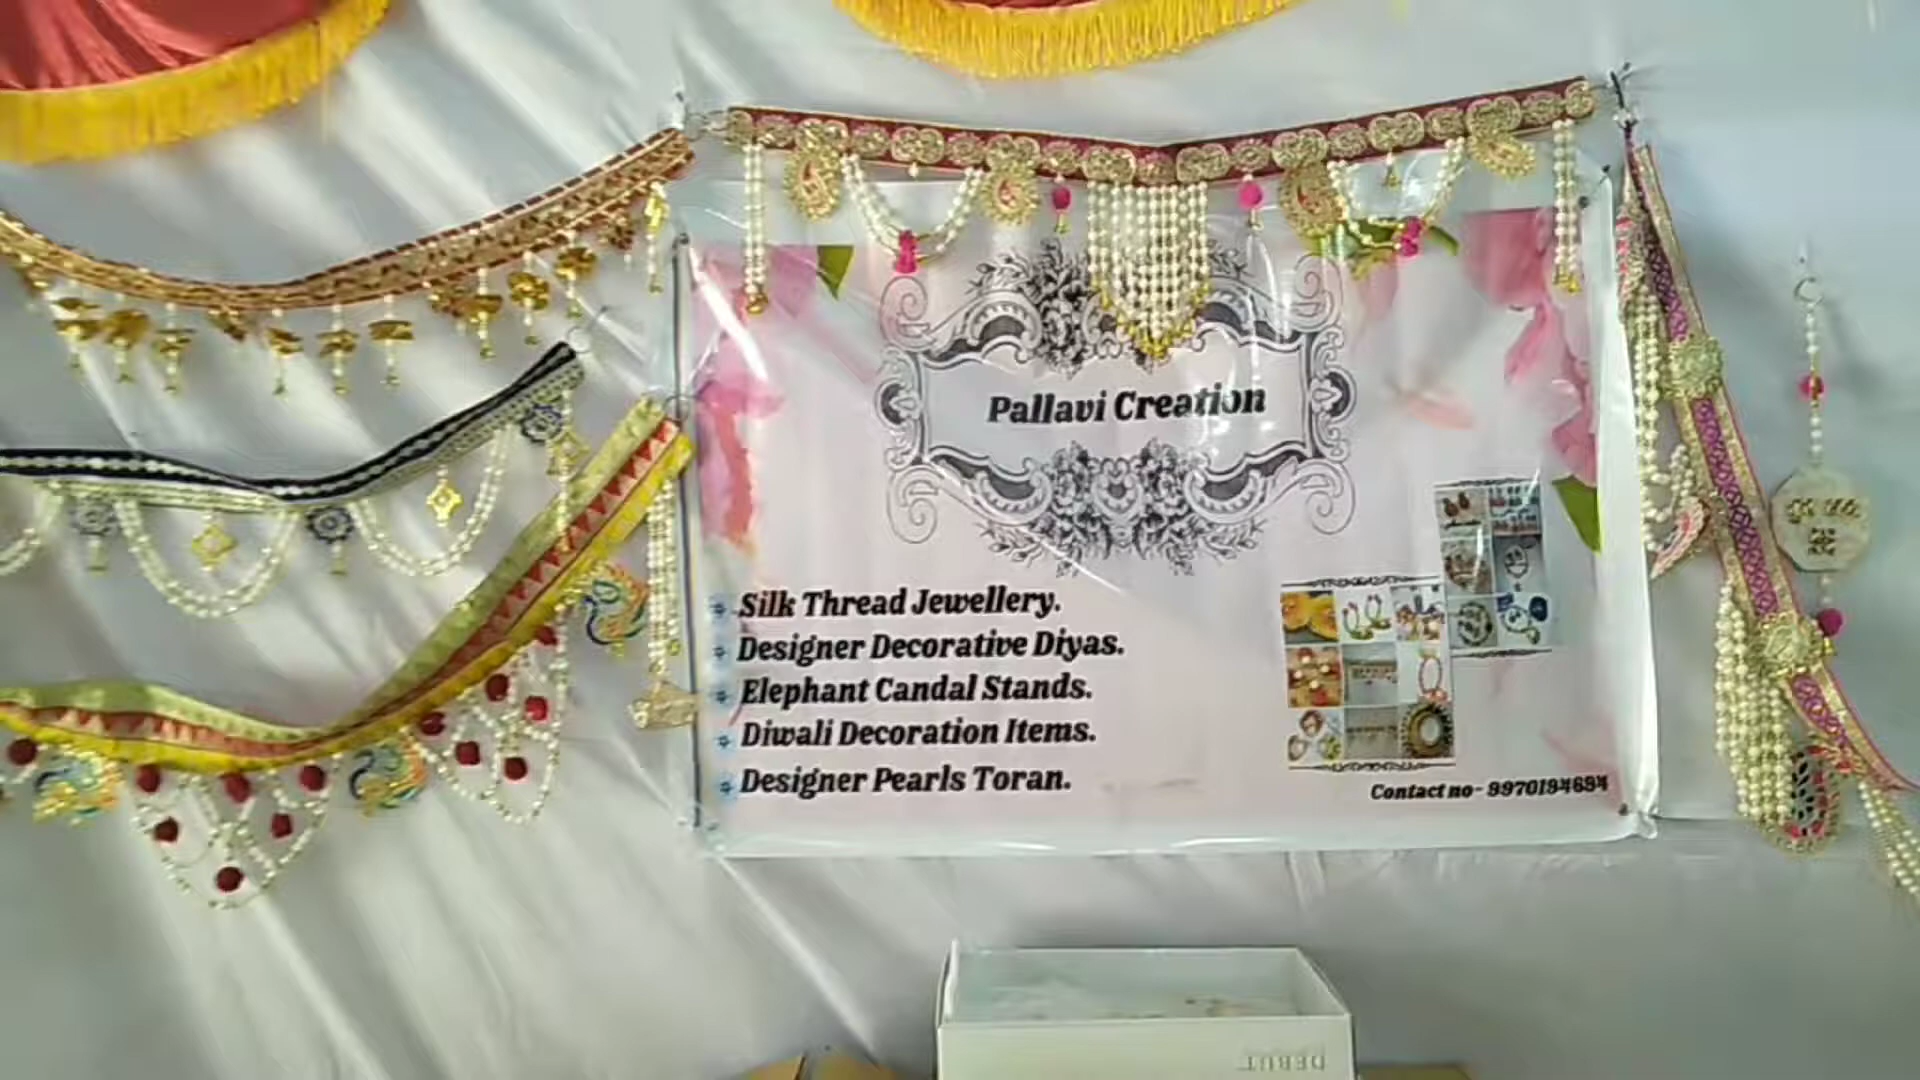 Pallavi Creation
Silk Thread Jewellery.
Designer Decorative Diyas.
Elephant Candal Stands.
Diwali Decoration Items.
Designer Pearls Toran.
Contact no- 9970194694
DEBUT